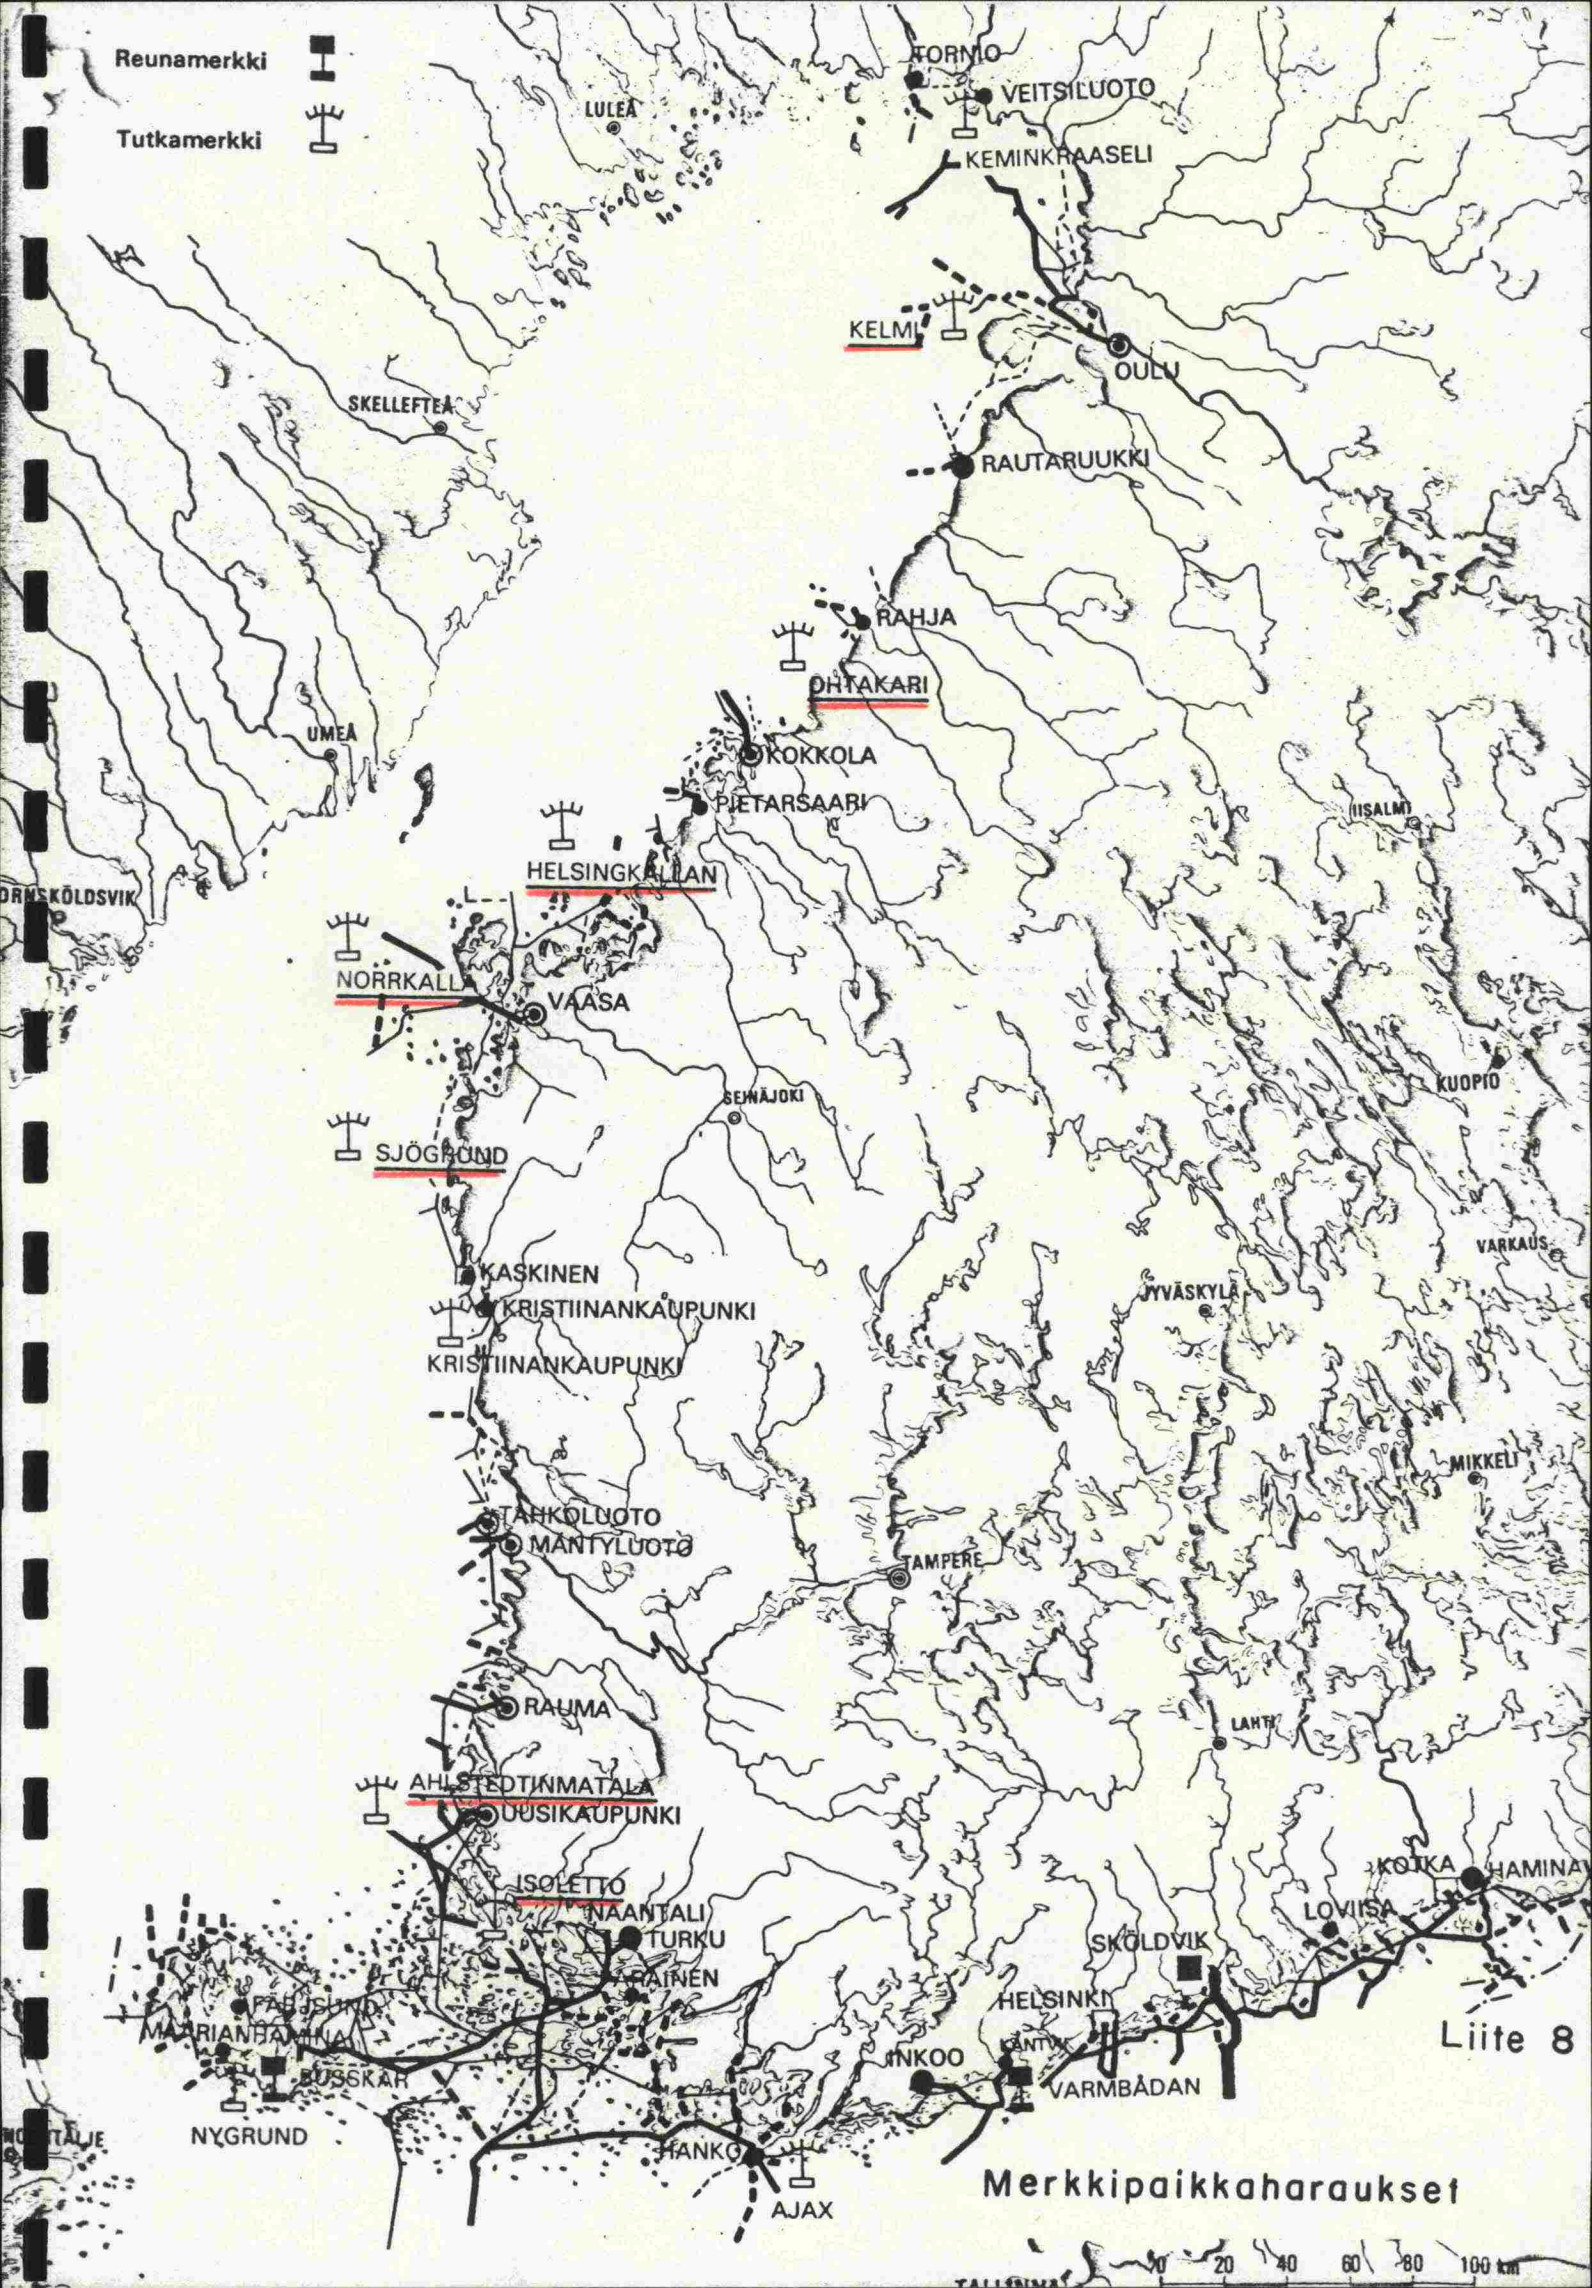 Reunamerkki
Tutkamerkki
TORNIO
VEITSILUOTO
LULEÅ
KEMINKRAASELI
KELMI
OULU
SKELLEFTEÅ
RAUTARUUKKI
RAHJA
OHTAKARI
UMEÅ
KOKKOLA
PIETARSAARI
IISALMI
HELSINGKALLAN
ORNSKÖLDSVIK
NORRKALLA
VAASA
KUOPIO
SEINÄJOKI
SJÖGRUND
VARKAUS
KASKINEN
JYVÄSKYLÄ
KRISTIINANKAUPUNKI
KRISTIINANKAUPUNKI
MIKKELI
TAHKOLUOTO
MÄNTYLUOTO
TAMPERE
RAUMA
LAHTI
AHLSTEDTINMATALA
UUSIKAUPUNKI
KOTKA
HAMINA
ISOLETTO
NAANTALI
LOVIISA
TURKU
SKÖLDVIK
PARAINEN
HELSINKI
FÄRJSUND
MAARIANHAMINA
Liite 8
KANTVIK
INKOO
BUSSKÄR
VARMBÅDAN
NYGRUND
HANKO
Merkkipaikkaharaukset
AJAX
20 40 60 80 100 km
TALLINNA